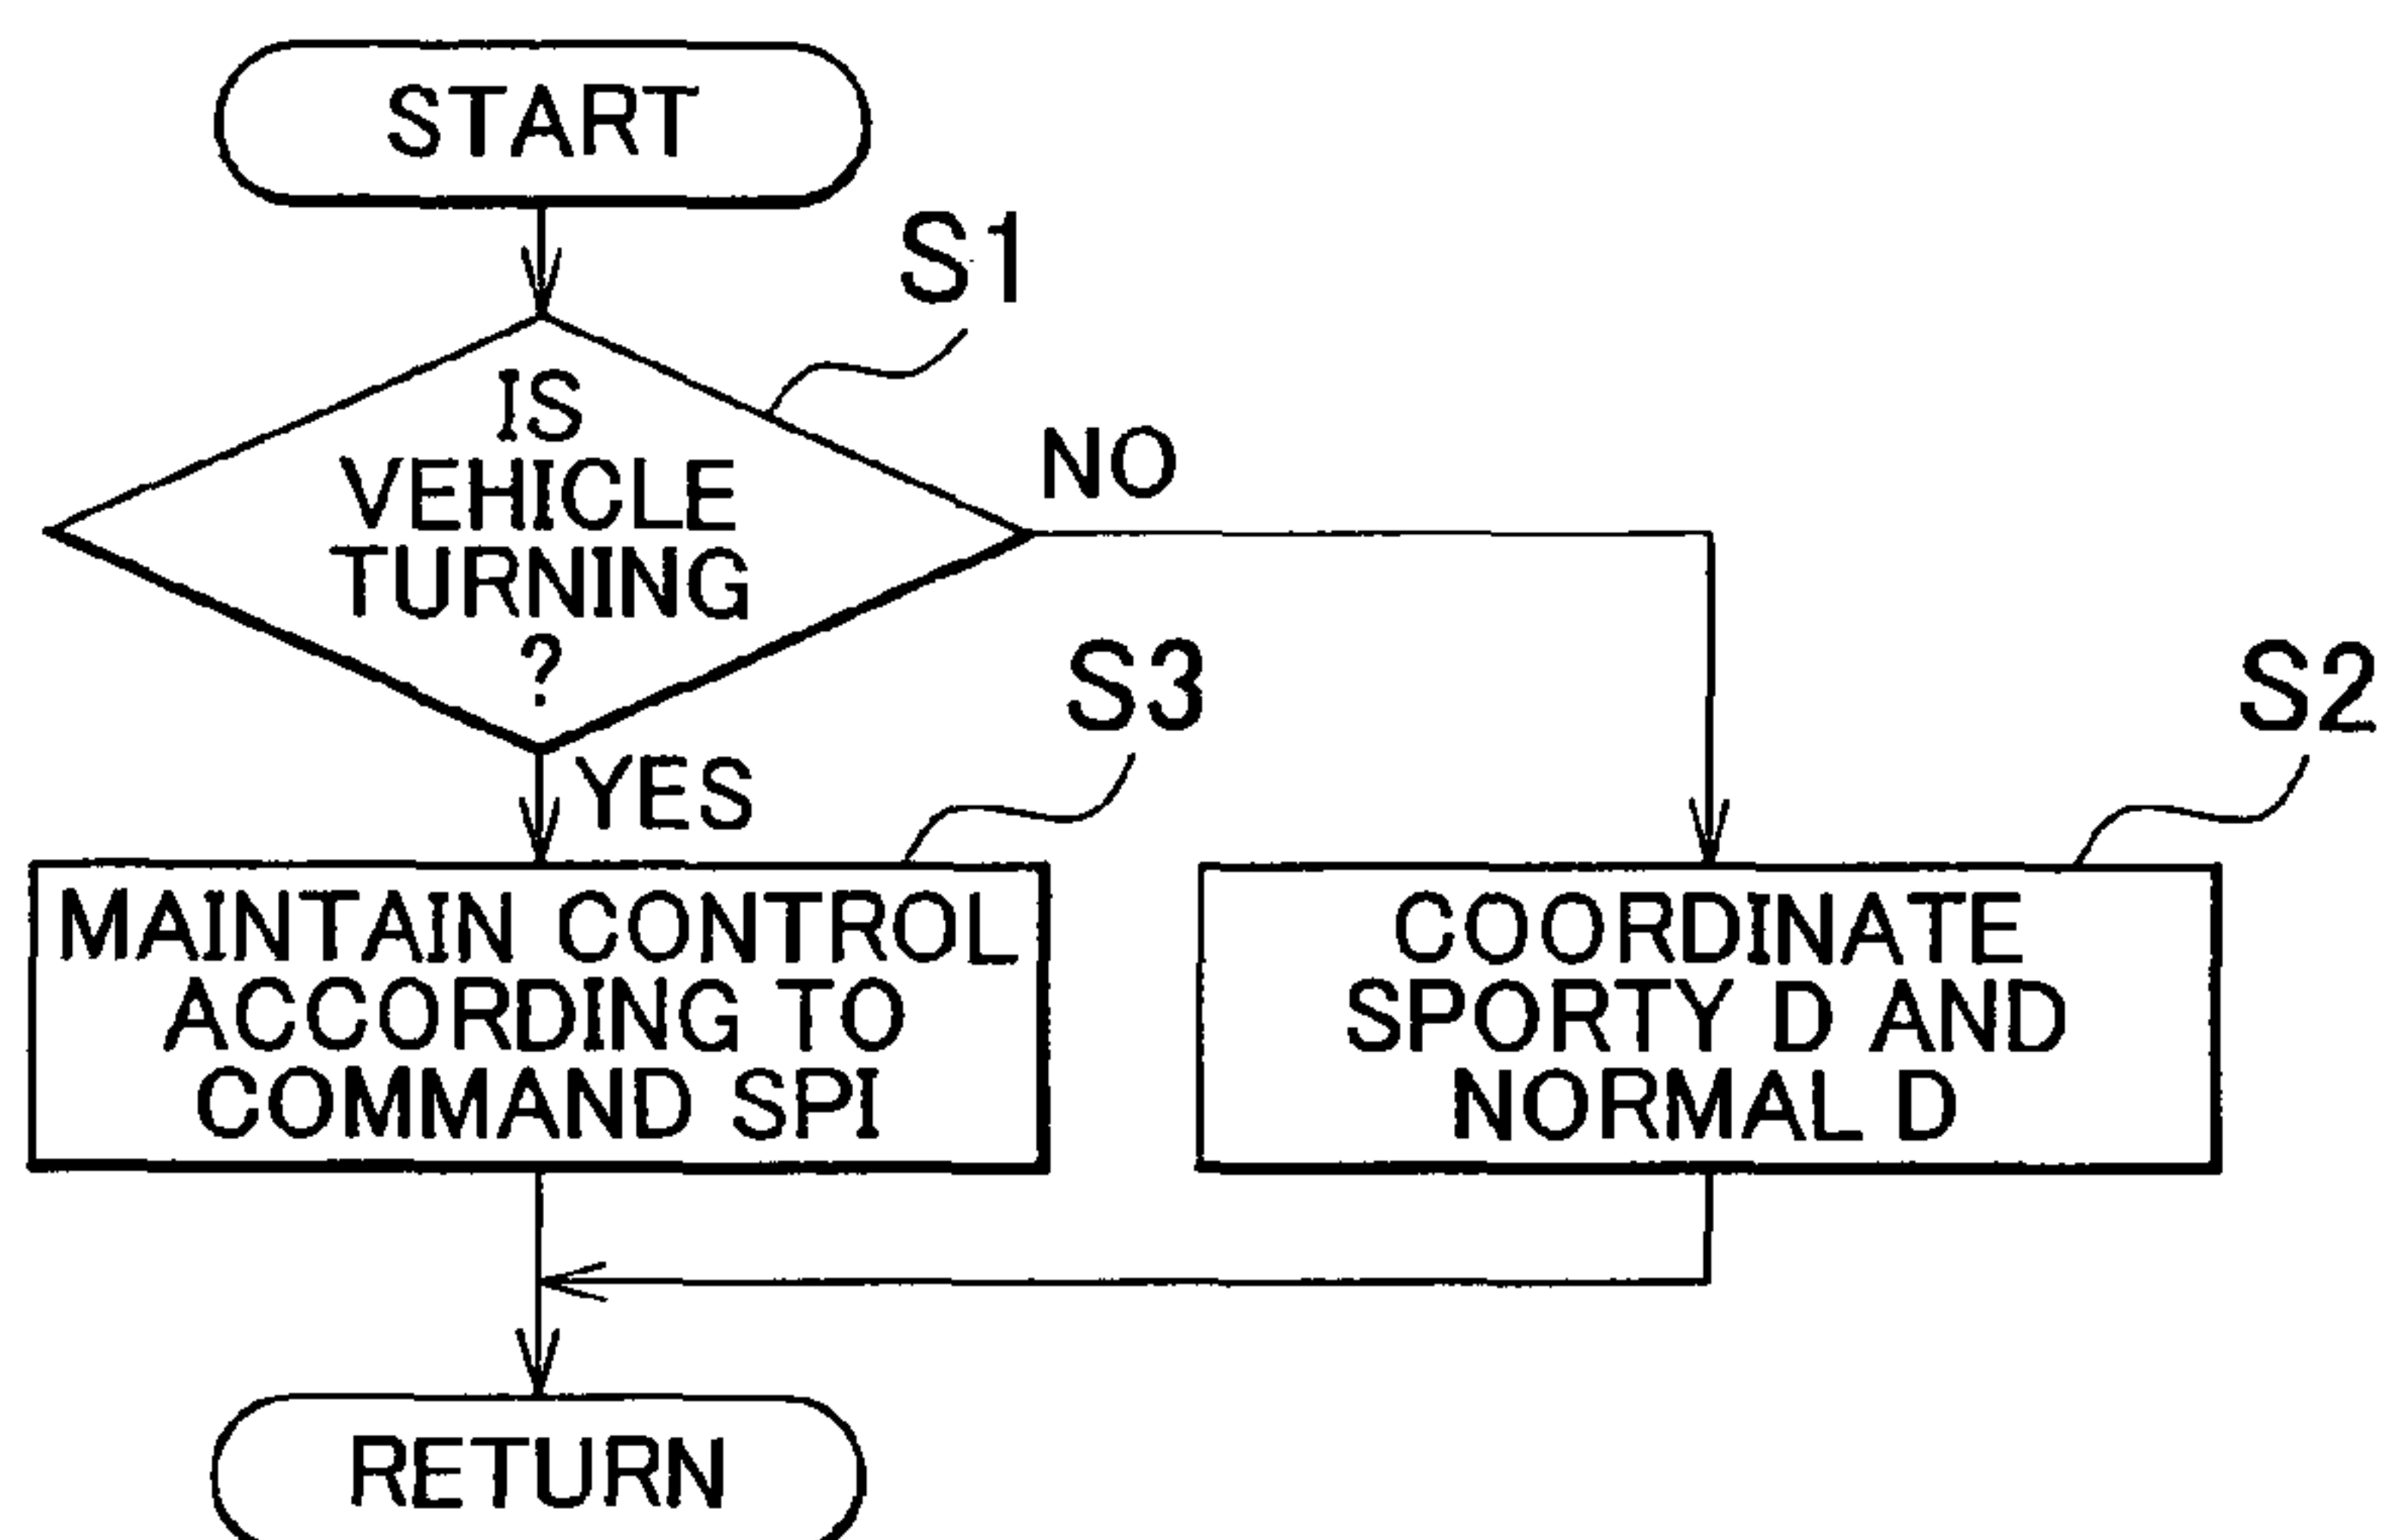 START
S1
IS
VEHICLE
TURNING
?
NO
YES
S3
MAINTAIN CONTROL
ACCORDING TO
COMMAND SPI
S2
COORDINATE
SPORTY D AND
NORMAL D
RETURN